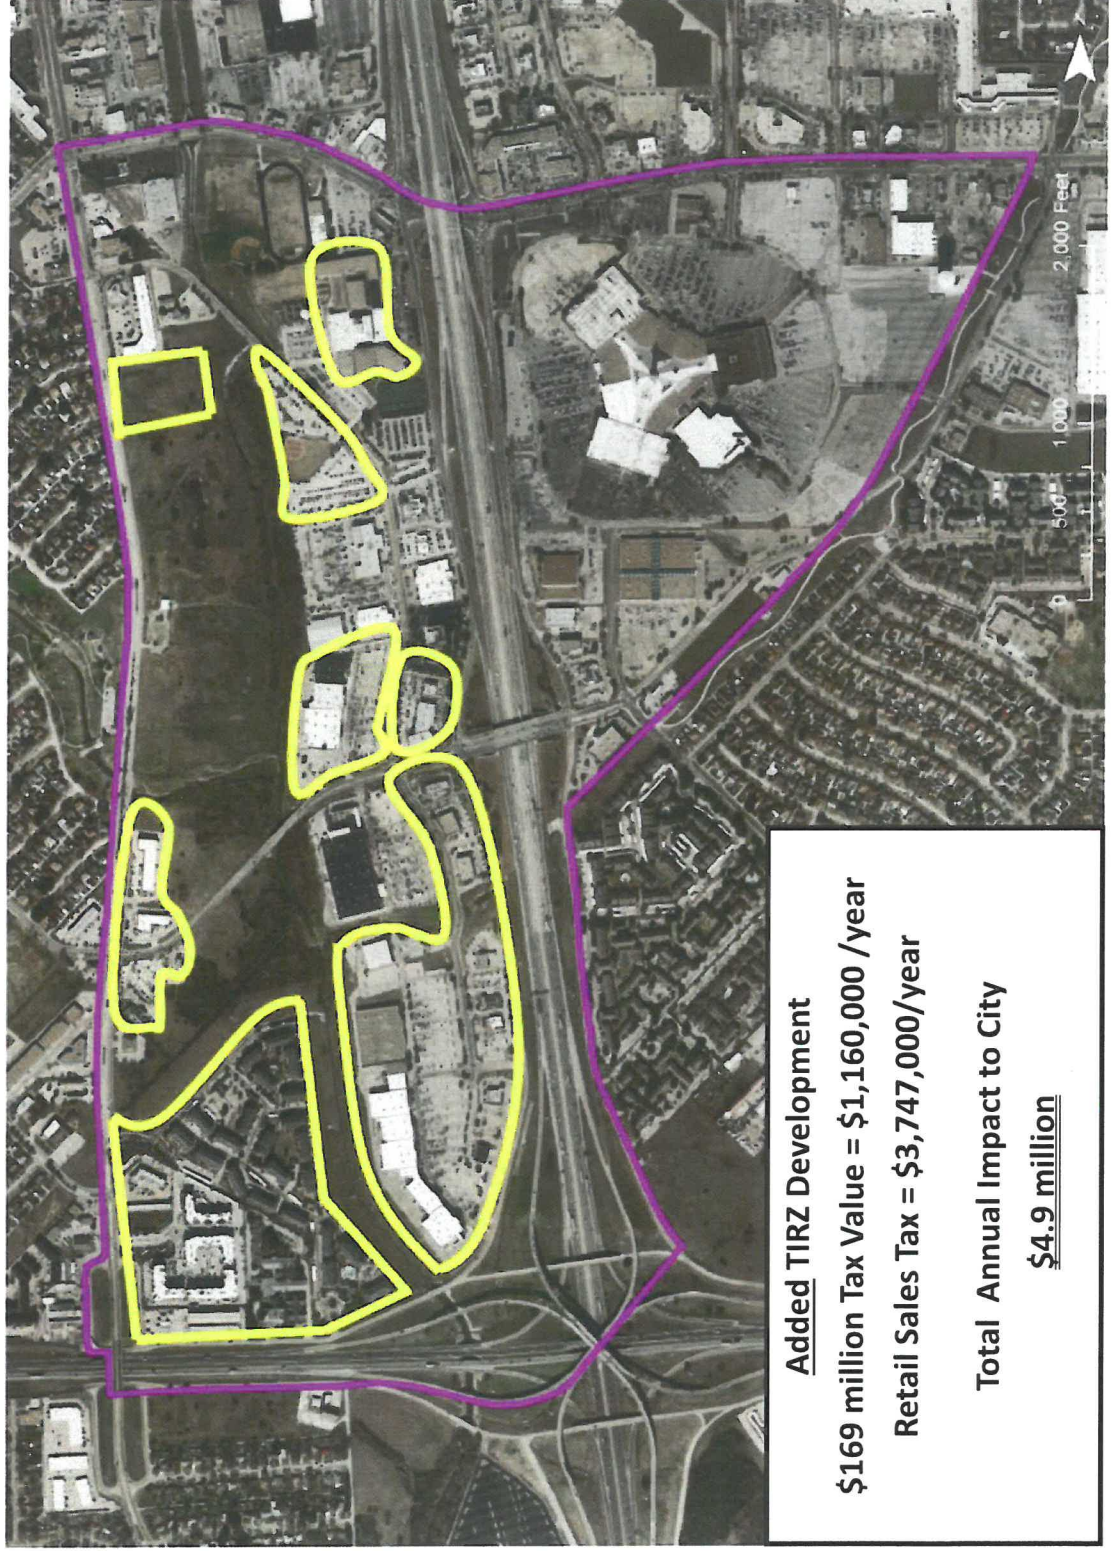 Added TIRZ Development
$169 million Tax Value = $1,160,000 /year
Retail Sales Tax = $3,747,000/year
Total Annual Impact to City
$4.9 million
0 500 1,000 2,000 Feet